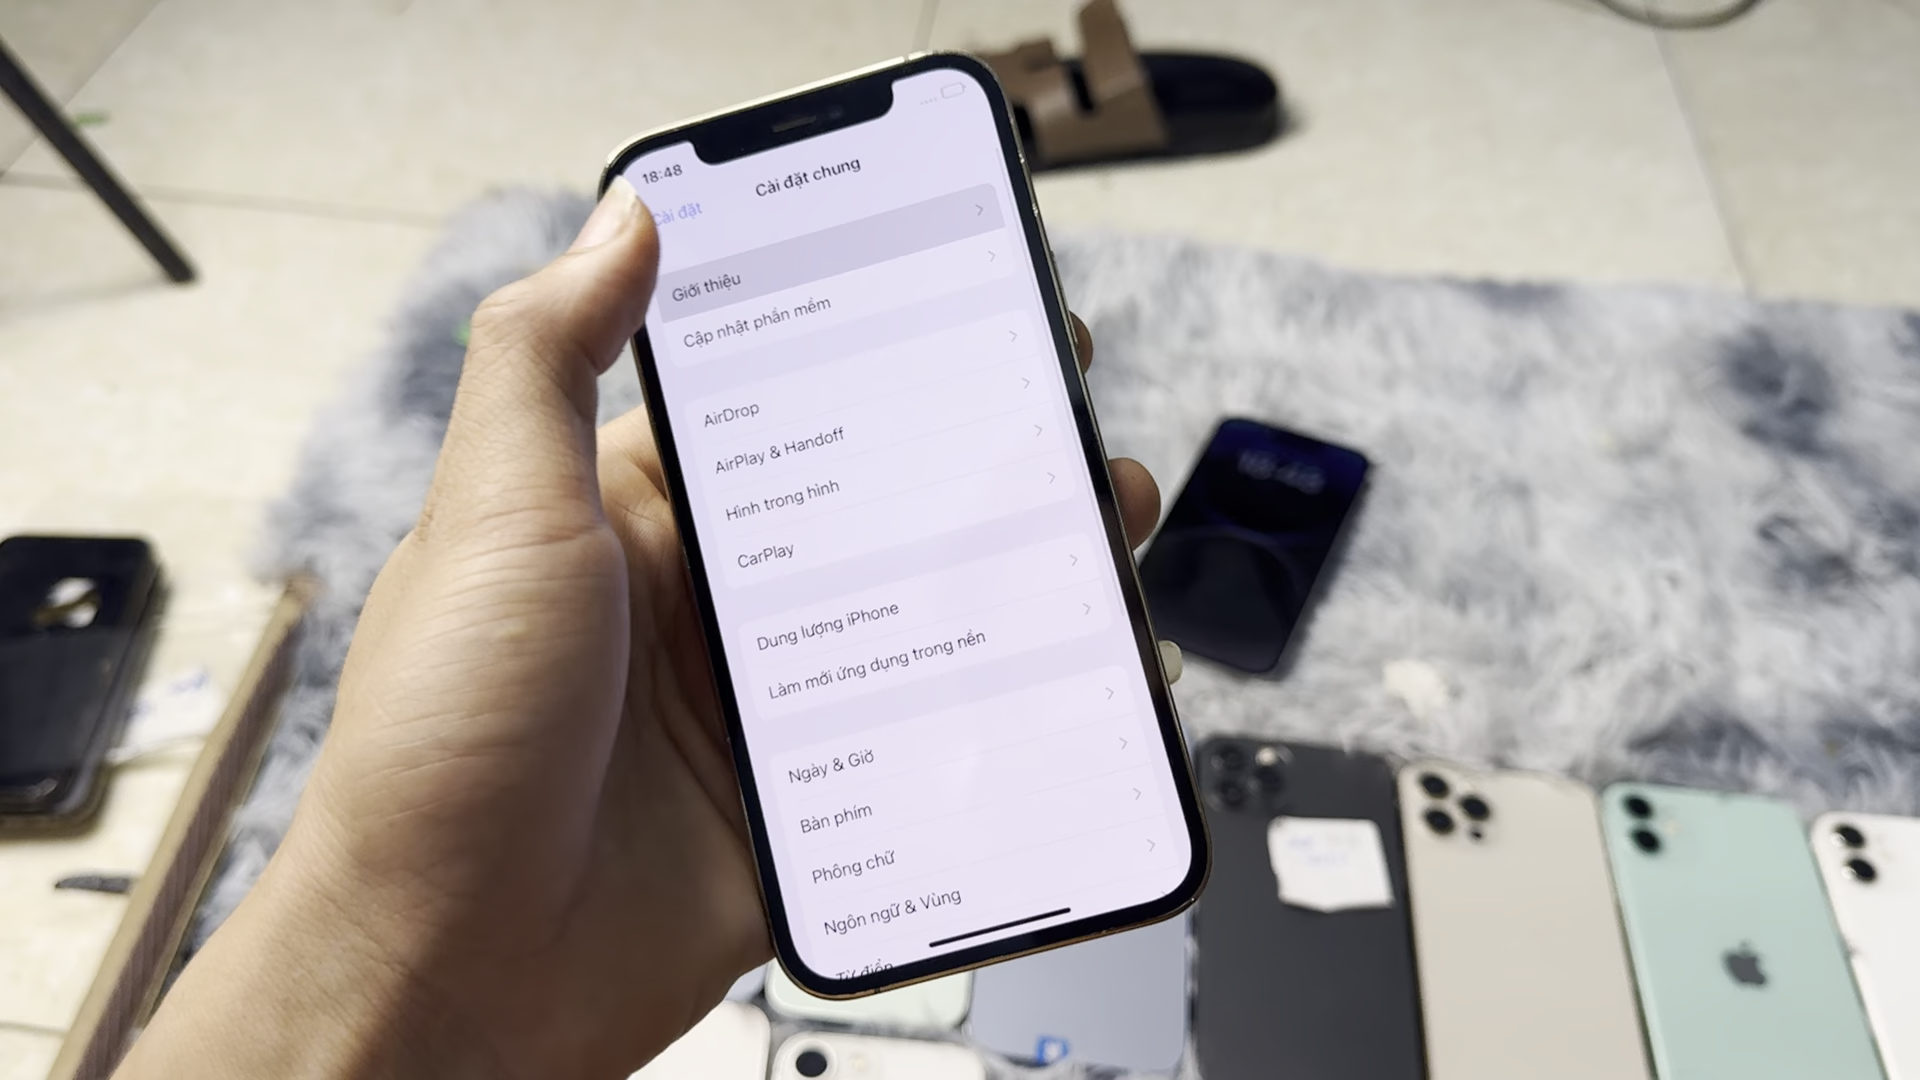 18:48
Cài đặt chung
Cài đặt
Giới thiệu
Cập nhật phần mềm
AirDrop
AirPlay & Handoff
Hình trong hình
CarPlay
Dung lượng iPhone
Làm mới ứng dụng trong nền
Ngày & Giờ
Bàn phím
Phông chữ
Ngôn ngữ & Vùng
Từ điển